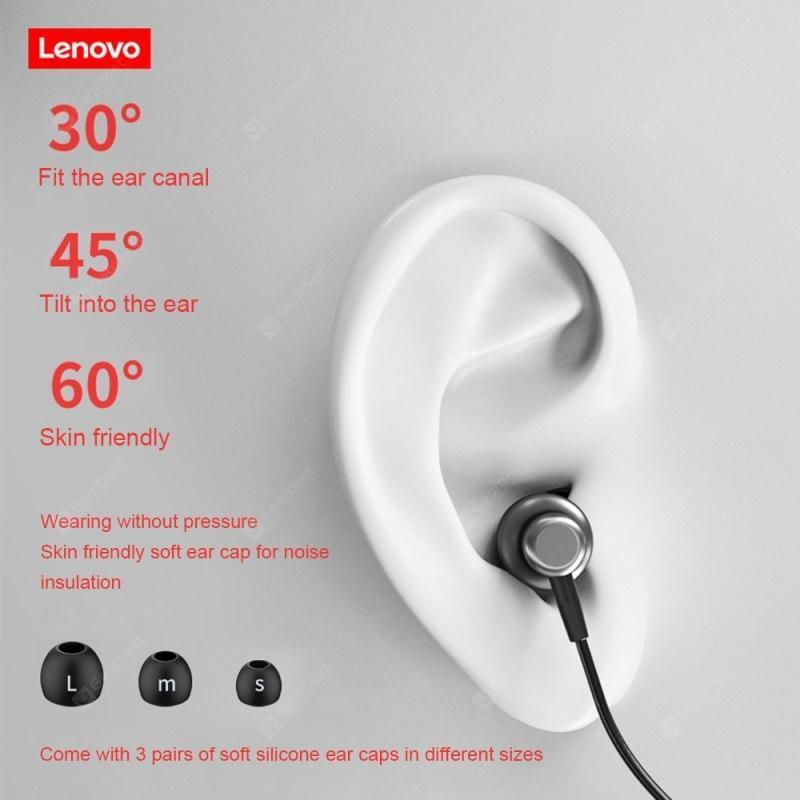 Lenovo
30°
Fit the ear canal
45°
Tilt into the ear
60°
Skin friendly
Wearing without pressure
Skin friendly soft ear cap for noise
insulation
L m s
Come with 3 pairs of soft silicone ear caps in different sizes